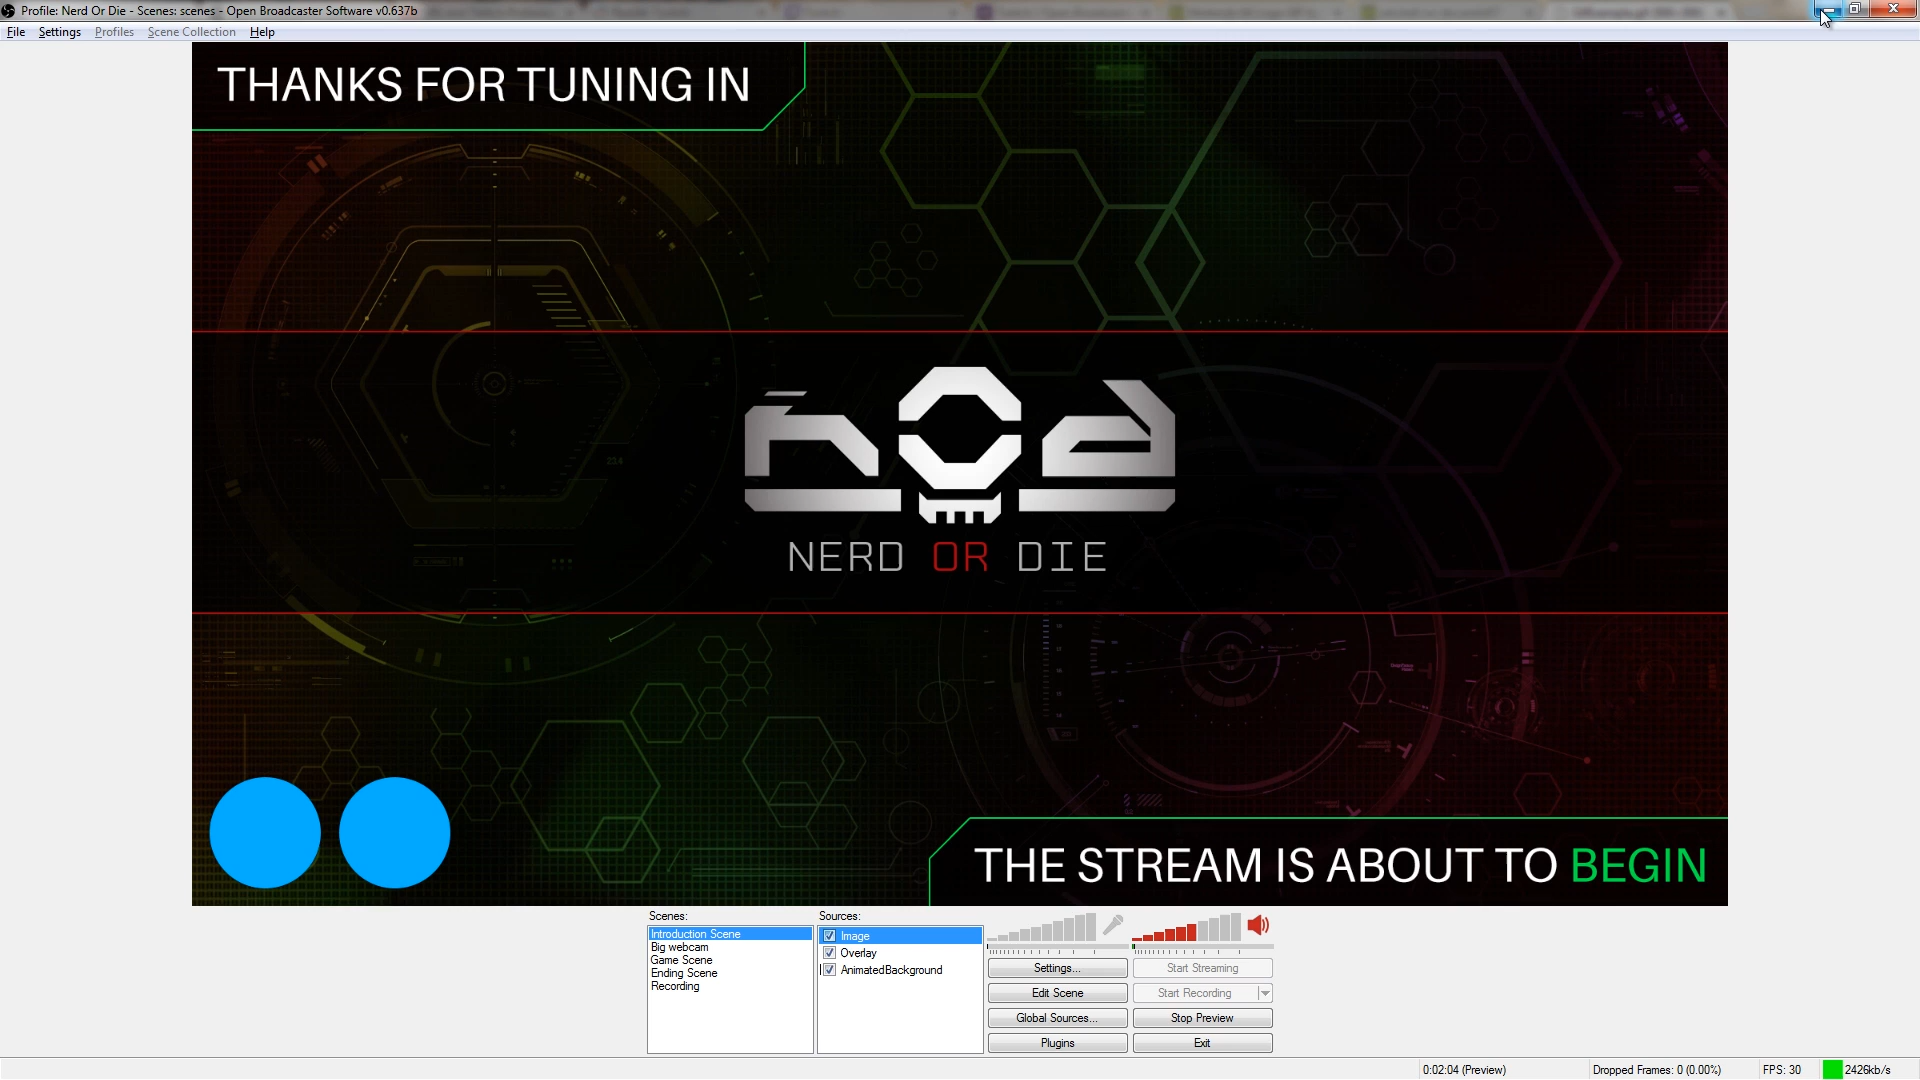 Profile: Nerd Or Die - Scenes: scenes - Open Broadcaster Software v0.637b
File Settings Profiles Scene Collection Help
THANKS FOR TUNING IN
234
nod
NERD OR DIE
THE STREAM IS ABOUT TO BEGIN
Scenes:
Introduction Scene
Big webcam
Game Scene
Ending Scene
Recording
Sources:
Image
Overlay
AnimatedBackground
Settings...
Edit Scene
Global Sources...
Plugins
Start Streaming
Start Recording
Stop Preview
Exit
0:02:04 (Preview) Dropped Frames: 0 (0.00%) FPS: 30 2426kb/s